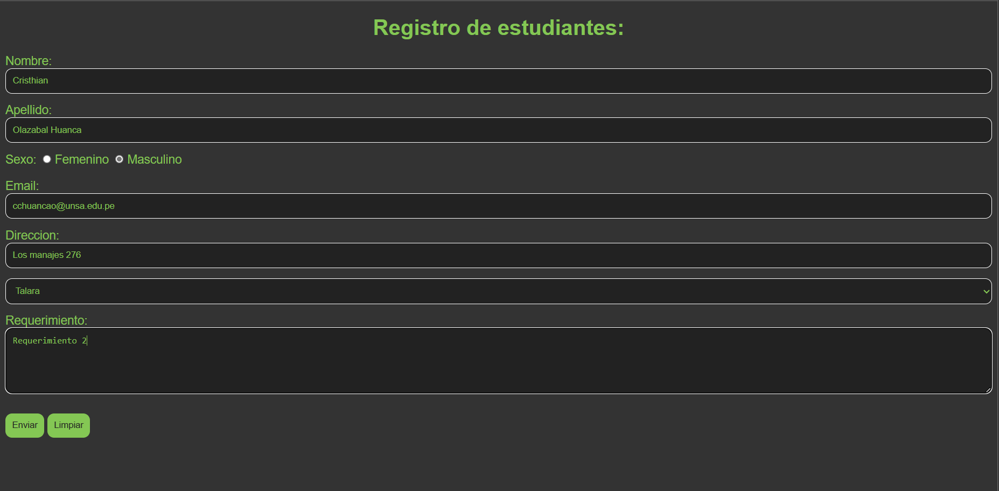 Registro de estudiantes:
Nombre:
Cristhian
Apellido:
Olazabal Huanca
Sexo: Femenino Masculino
Email:
cchuancao@unsa.edu.pe
Direccion:
Los manajes 276
Talara
Requerimiento:
Requerimiento 2
Enviar Limpiar